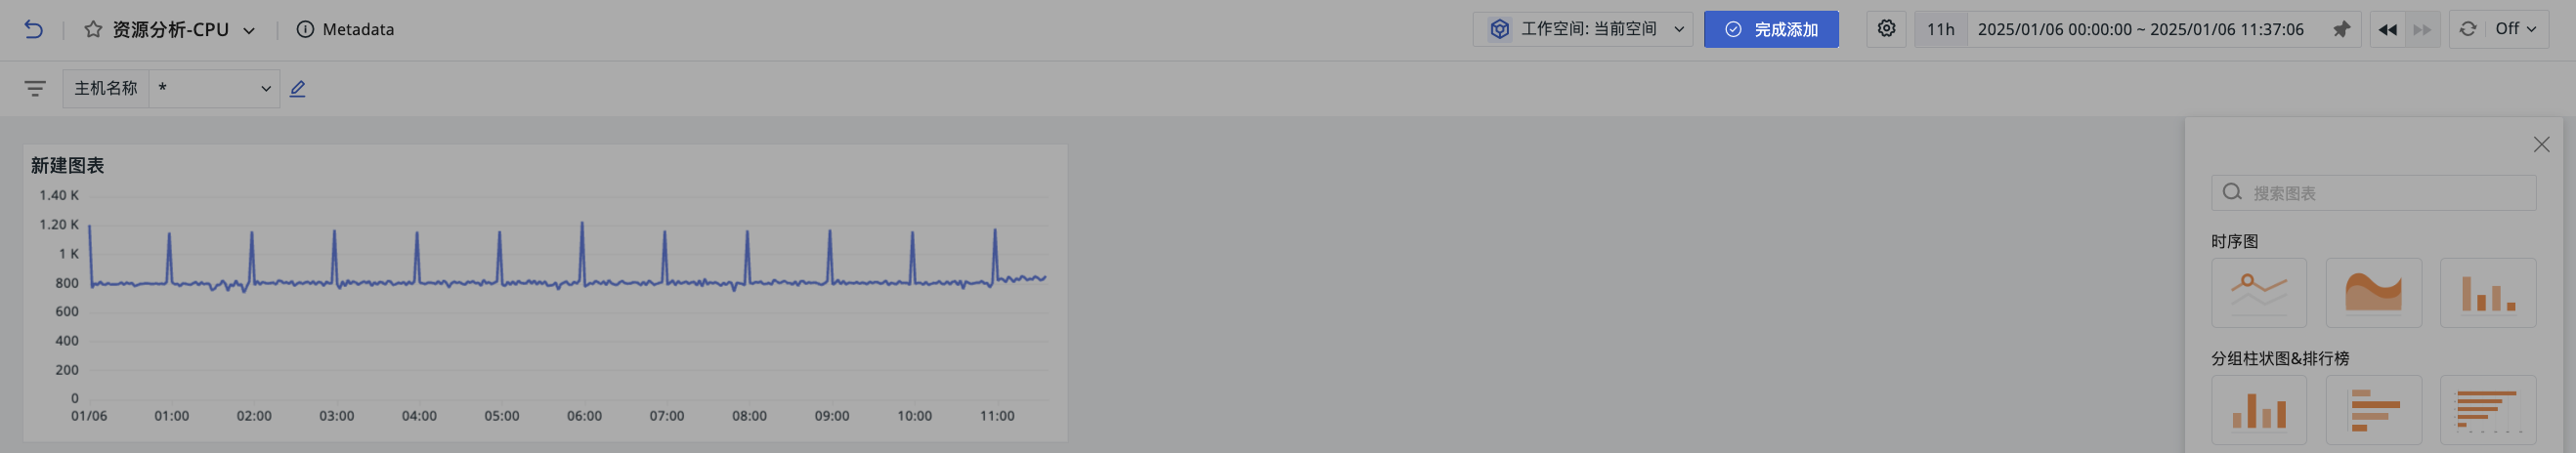 资源分析-CPU Metadata 工作空间: 当前空间 完成添加 11h 2025/01/06 00:00:00 ~ 2025/01/06 11:37:06 Off
主机名称 *
新建图表
1.40 K
1.20 K
1 K
800
600
400
200
0
01/06 01:00 02:00 03:00 04:00 05:00 06:00 07:00 08:00 09:00 10:00 11:00
搜索图表
时序图
分组柱状图&排行榜